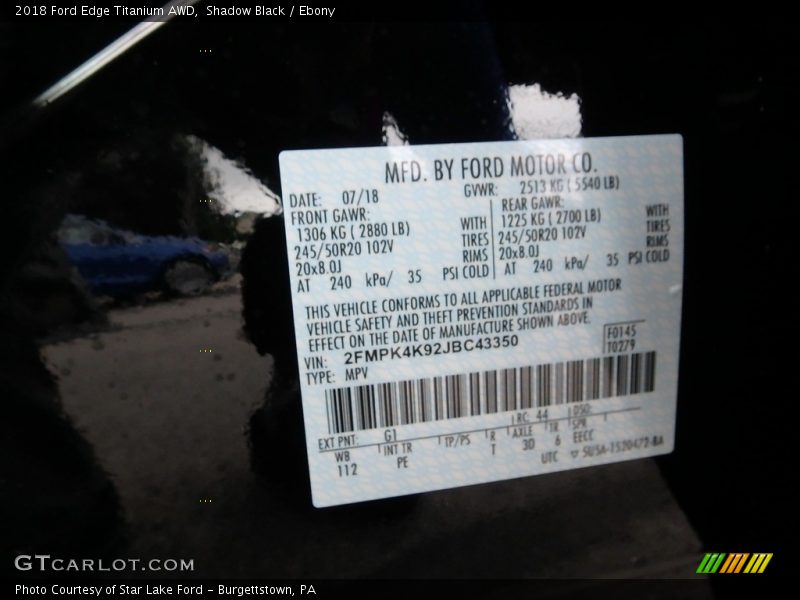 2018 Ford Edge Titanium AWD, Shadow Black / Ebony
MFD. BY FORD MOTOR CO.
DATE: 07/18 GVWR: 2513 KG ( 5540 LB)
FRONT GAWR: REAR GAWR:
1306 KG ( 2880 LB) WITH 1225 KG ( 2700 LB) WITH
245/50R20 102V TIRES 245/50R20 102V TIRES
20x8.0J RIMS 20x8.0J RIMS
AT 240 kPa/ 35 PSI COLD AT 240 kPa/ 35 PSI COLD
THIS VEHICLE CONFORMS TO ALL APPLICABLE FEDERAL MOTOR
VEHICLE SAFETY AND THEFT PREVENTION STANDARDS IN
EFFECT ON THE DATE OF MANUFACTURE SHOWN ABOVE.
VIN: 2FMPK4K92JBC43350 F0145
TYPE: MPV T0279
EXT PNT: G1 RC: 44 DSO:
WB INT TR TP/PS R AXLE TR SPR
112 PE T 3D 6 EECC
UTC
GTCARLOT.COM
Photo Courtesy of Star Lake Ford - Burgettstown, PA